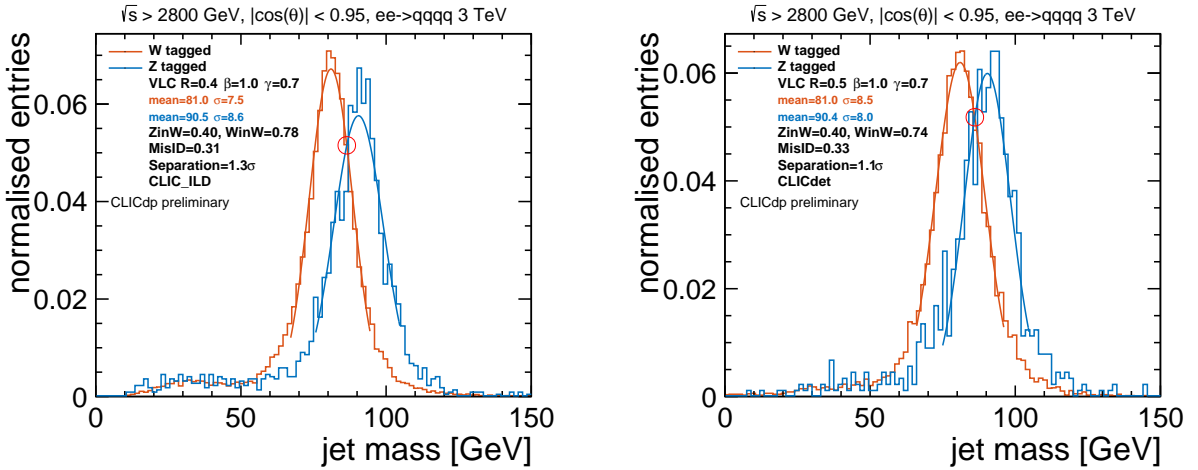 √s > 2800 GeV, |cos(θ)| < 0.95, ee->qqqq 3 TeV
normalised entries
0.06
0.04
0.02
0
W tagged
Z tagged
VLC R=0.4 β=1.0 γ=0.7
mean=81.0 σ=7.5
mean=90.5 σ=8.6
ZinW=0.40, WinW=0.78
MisID=0.31
Separation=1.3σ
CLIC_ILD
CLICdp preliminary
0 50 100 150
jet mass [GeV]
√s > 2800 GeV, |cos(θ)| < 0.95, ee->qqqq 3 TeV
normalised entries
0.06
0.04
0.02
0
W tagged
Z tagged
VLC R=0.5 β=1.0 γ=0.7
mean=81.0 σ=8.5
mean=90.4 σ=8.0
ZinW=0.40, WinW=0.74
MisID=0.33
Separation=1.1σ
CLICdet
CLICdp preliminary
0 50 100 150
jet mass [GeV]